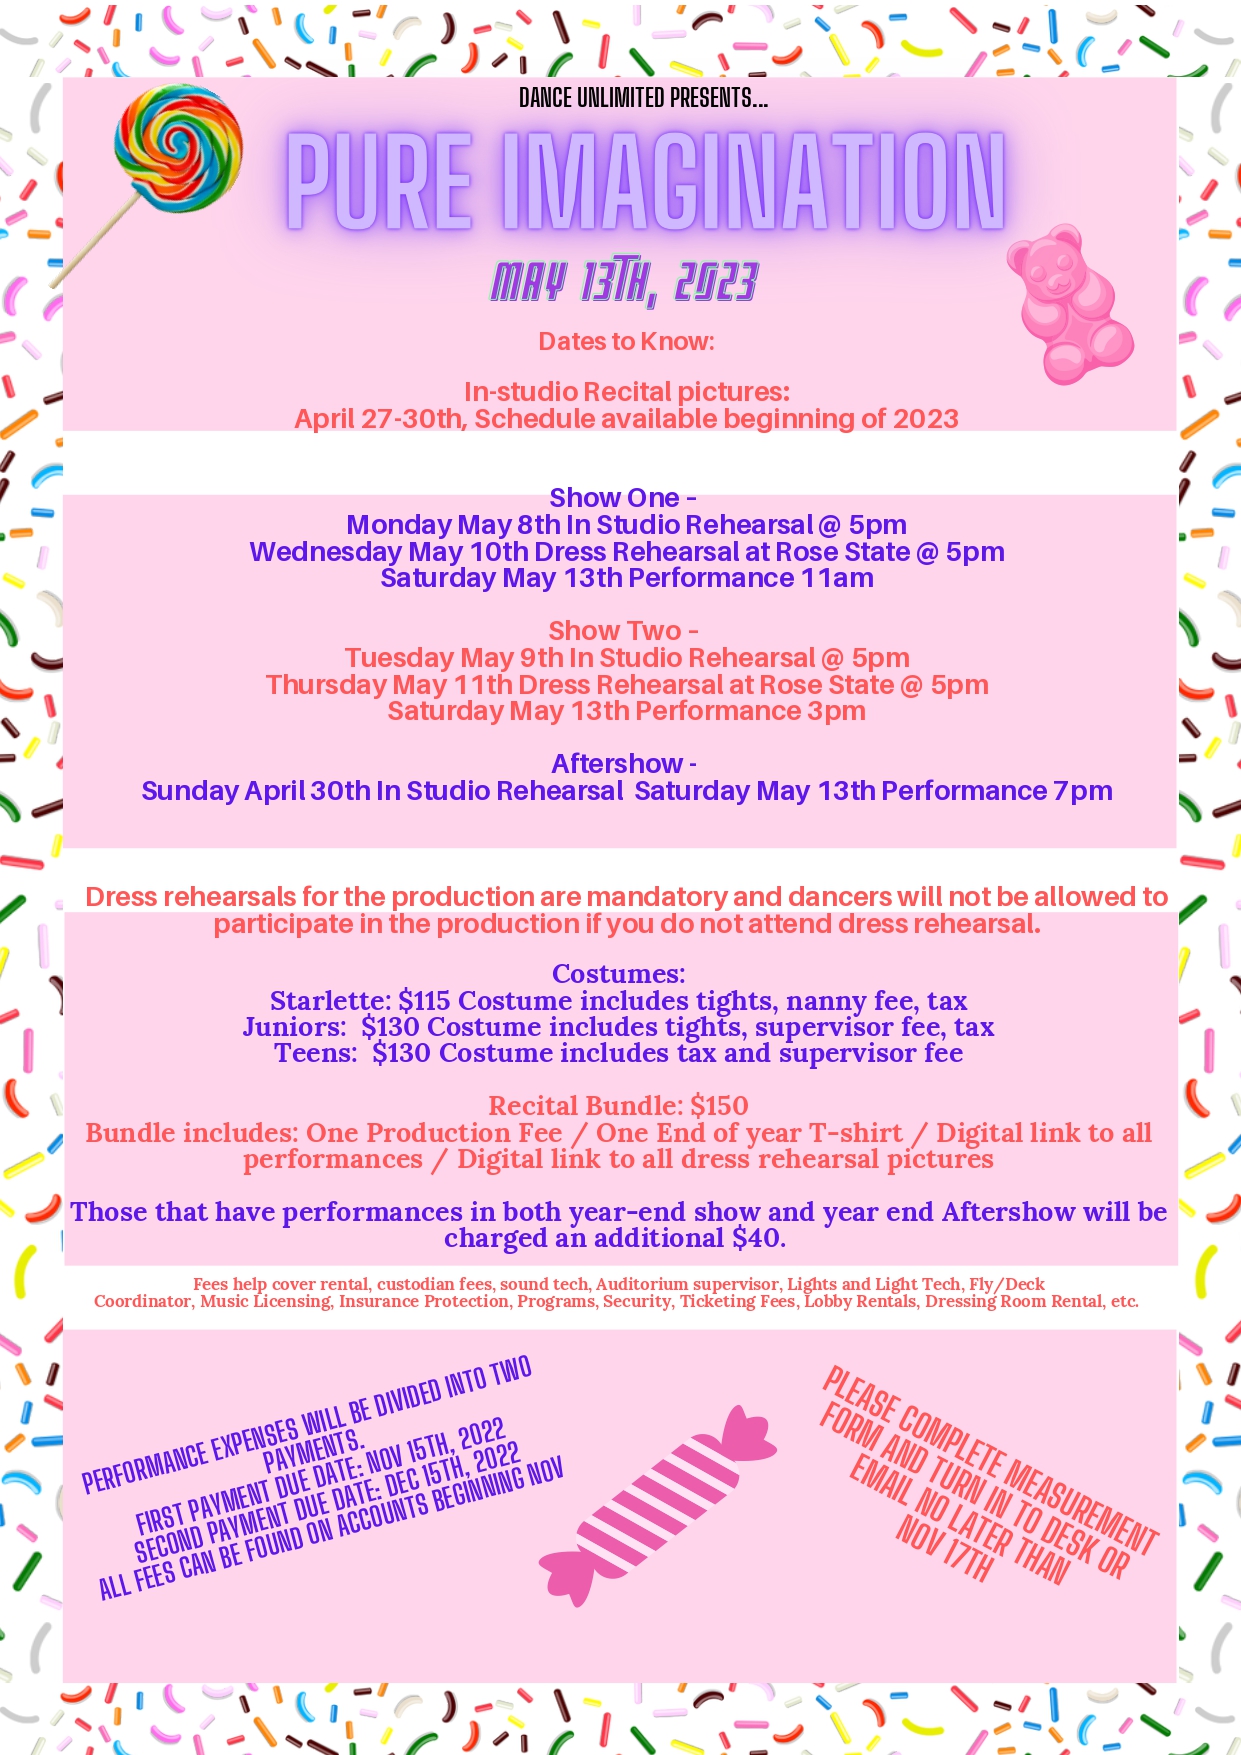 DANCE UNLIMITED PRESENTS...
PURE IMAGINATION
MAY 13TH, 2023
Dates to Know:
In-studio Recital pictures:
April 27-30th, Schedule available beginning of 2023
Show One -
Monday May 8th In Studio Rehearsal @ 5pm
Wednesday May 10th Dress Rehearsal at Rose State @ 5pm
Saturday May 13th Performance 11am
Show Two -
Tuesday May 9th In Studio Rehearsal @ 5pm
Thursday May 11th Dress Rehearsal at Rose State @ 5pm
Saturday May 13th Performance 3pm
Aftershow -
Sunday April 30th In Studio Rehearsal  Saturday May 13th Performance 7pm
Dress rehearsals for the production are mandatory and dancers will not be allowed to
participate in the production if you do not attend dress rehearsal.
Costumes:
Starlette: $115 Costume includes tights, nanny fee, tax
Juniors:  $130 Costume includes tights, supervisor fee, tax
Teens:  $130 Costume includes tax and supervisor fee
Recital Bundle: $150
Bundle includes: One Production Fee / One End of year T-shirt / Digital link to all
performances / Digital link to all dress rehearsal pictures
Those that have performances in both year-end show and year end Aftershow will be
charged an additional $40.
Fees help cover rental, custodian fees, sound tech, Auditorium supervisor, Lights and Light Tech, Fly/Deck
Coordinator, Music Licensing, Insurance Protection, Programs, Security, Ticketing Fees, Lobby Rentals, Dressing Room Rental, etc.
PERFORMANCE EXPENSES WILL BE DIVIDED INTO TWO
PAYMENTS.
FIRST PAYMENT DUE DATE: NOV 15TH, 2022
SECOND PAYMENT DUE DATE: DEC 15TH, 2022
ALL FEES CAN BE FOUND ON ACCOUNTS BEGINNING NOV
PLEASE COMPLETE MEASUREMENT
FORM AND TURN IN TO DESK OR
EMAIL NO LATER THAN
NOV 17TH